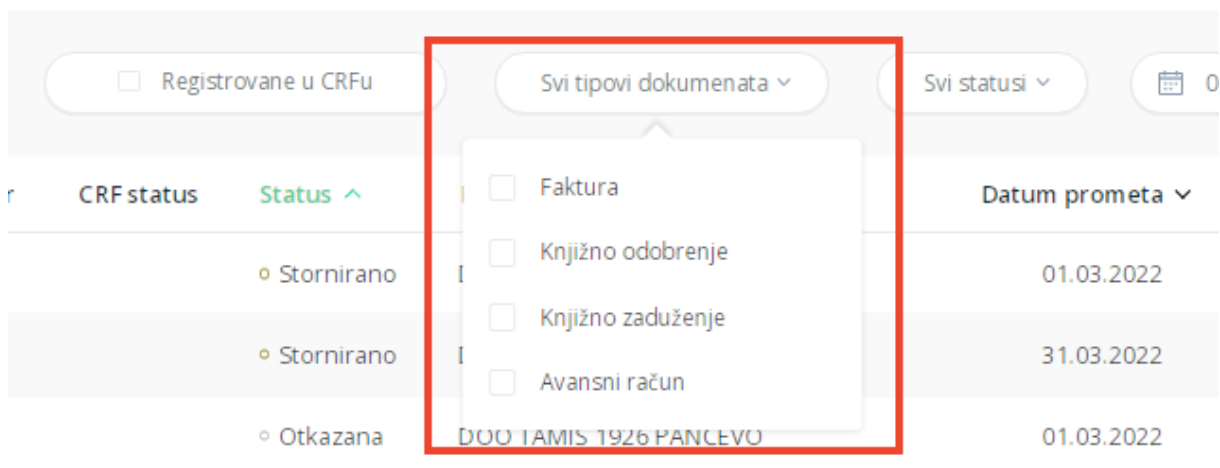 Registrovane u CRFu
Svi tipovi dokumenata
Svi statusi
0
r CRF status Status Datum prometa
Faktura
Knjižno odobrenje
Knjižno zaduženje
Avansni račun
Stornirano 01.03.2022
Stornirano 31.03.2022
Otkazana DOO TAMIS 1926 PANCEVO 01.03.2022